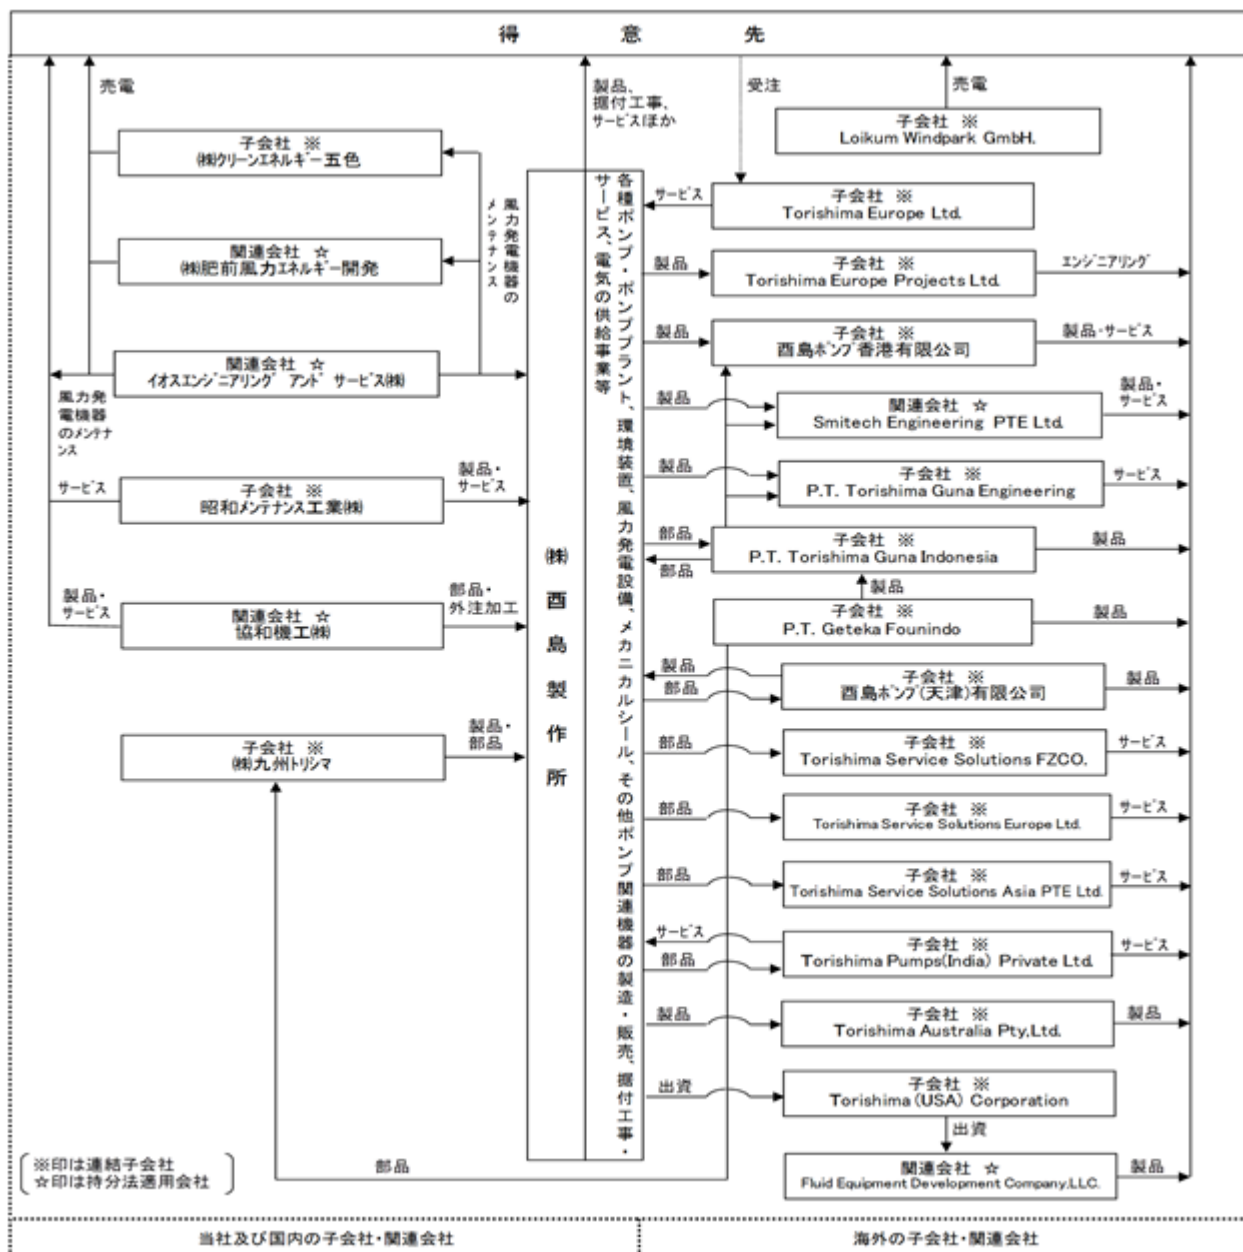 得意先
売電
製品、
据付工事、
サービスほか
受注
売電
子会社 ※
㈱クリーンエネルギー五色
関連会社 ☆
㈱肥前風力エネルギー開発
風力発電機器の
メンテナンス
関連会社 ☆
イオスエンジニアリング アンド サービス㈱
風力発
電機器
のメンテナ
ンス
サービス
子会社 ※
昭和メンテナンス工業㈱
製品・
サービス
製品・
サービス
関連会社 ☆
協和機工㈱
部品・
外注加工
子会社 ※
㈱九州トリシマ
製品・
部品
部品
㈱酉島製作所
各種ポンプ・ポンププラント、環境装置、風力発電設備、メカニカルシール、その他ポンプ関連機器の製造・販売、据付工事・
サービス、電気の供給事業等
子会社 ※
Loikum Windpark GmbH.
サービス
子会社 ※
Torishima Europe Ltd.
製品
子会社 ※
Torishima Europe Projects Ltd.
エンジニアリング
製品
子会社 ※
酉島ポンプ香港有限公司
製品・サービス
製品
関連会社 ☆
Smitech Engineering PTE Ltd.
製品・
サービス
製品
子会社 ※
P.T. Torishima Guna Engineering
サービス
部品
部品
子会社 ※
P.T. Torishima Guna Indonesia
製品
製品
子会社 ※
P.T. Geteka Founindo
製品
製品
部品
子会社 ※
酉島ポンプ(天津)有限公司
製品
部品
子会社 ※
Torishima Service Solutions FZCO.
サービス
部品
子会社 ※
Torishima Service Solutions Europe Ltd.
サービス
部品
子会社 ※
Torishima Service Solutions Asia PTE Ltd.
サービス
サービス
部品
子会社 ※
Torishima Pumps(India) Private Ltd.
サービス
製品
子会社 ※
Torishima Australia Pty,Ltd.
製品
出資
子会社 ※
Torishima (USA) Corporation
出資
関連会社 ☆
Fluid Equipment Development Company,LLC.
製品
※印は連結子会社
☆印は持分法適用会社
当社及び国内の子会社・関連会社
海外の子会社・関連会社